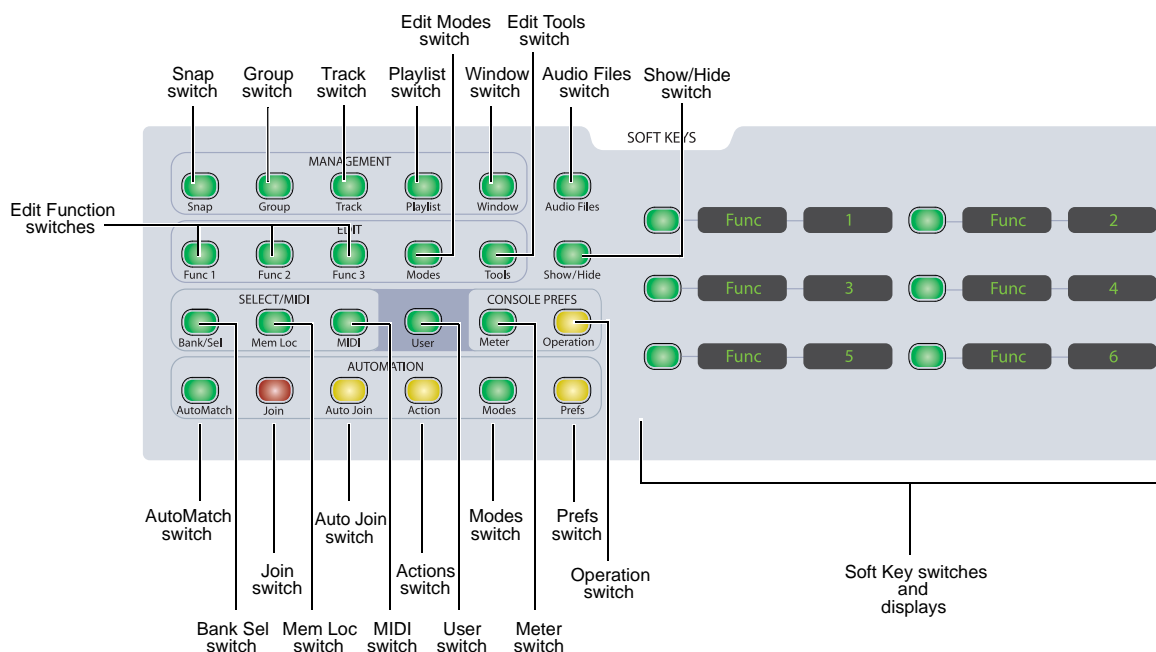 Edit Modes
switch
Edit Tools
switch
Snap
switch
Group
switch
Track
switch
Playlist
switch
Window
switch
Audio Files
switch
Show/Hide
switch
SOFT KEYS
MANAGEMENT
Snap
Group
Track
Playlist
Window
Audio Files
Edit Function
switches
EDIT
Func 1
Func 2
Func 3
Modes
Tools
Show/Hide
Func 1
Func 2
Func 3
Func 4
Func 5
Func 6
SELECT/MIDI
CONSOLE PREFS
Bank/Sel
Mem Loc
MIDI
User
Meter
Operation
AUTOMATION
AutoMatch
Join
Auto Join
Action
Modes
Prefs
AutoMatch
switch
Auto Join
switch
Modes
switch
Prefs
switch
Join
switch
Actions
switch
Operation
switch
Soft Key switches
and
displays
Bank Sel
switch
Mem Loc
switch
MIDI
switch
User
switch
Meter
switch